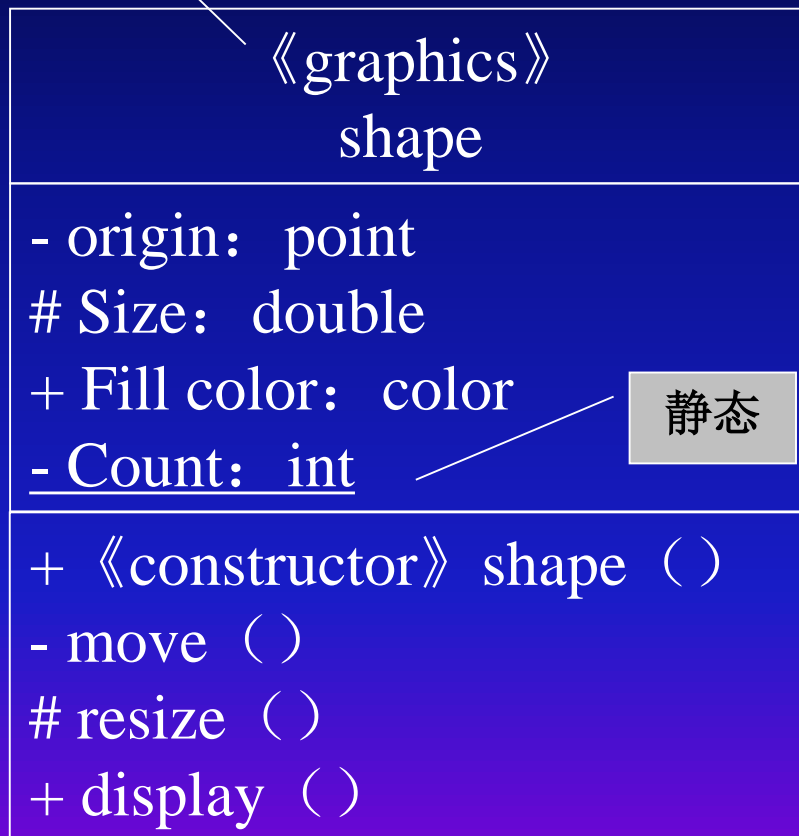 《graphics》
shape
- origin： point
# Size： double
+ Fill color： color
静态
- Count： int
+ 《constructor》 shape（）
- move（）
# resize（）
+ display（）